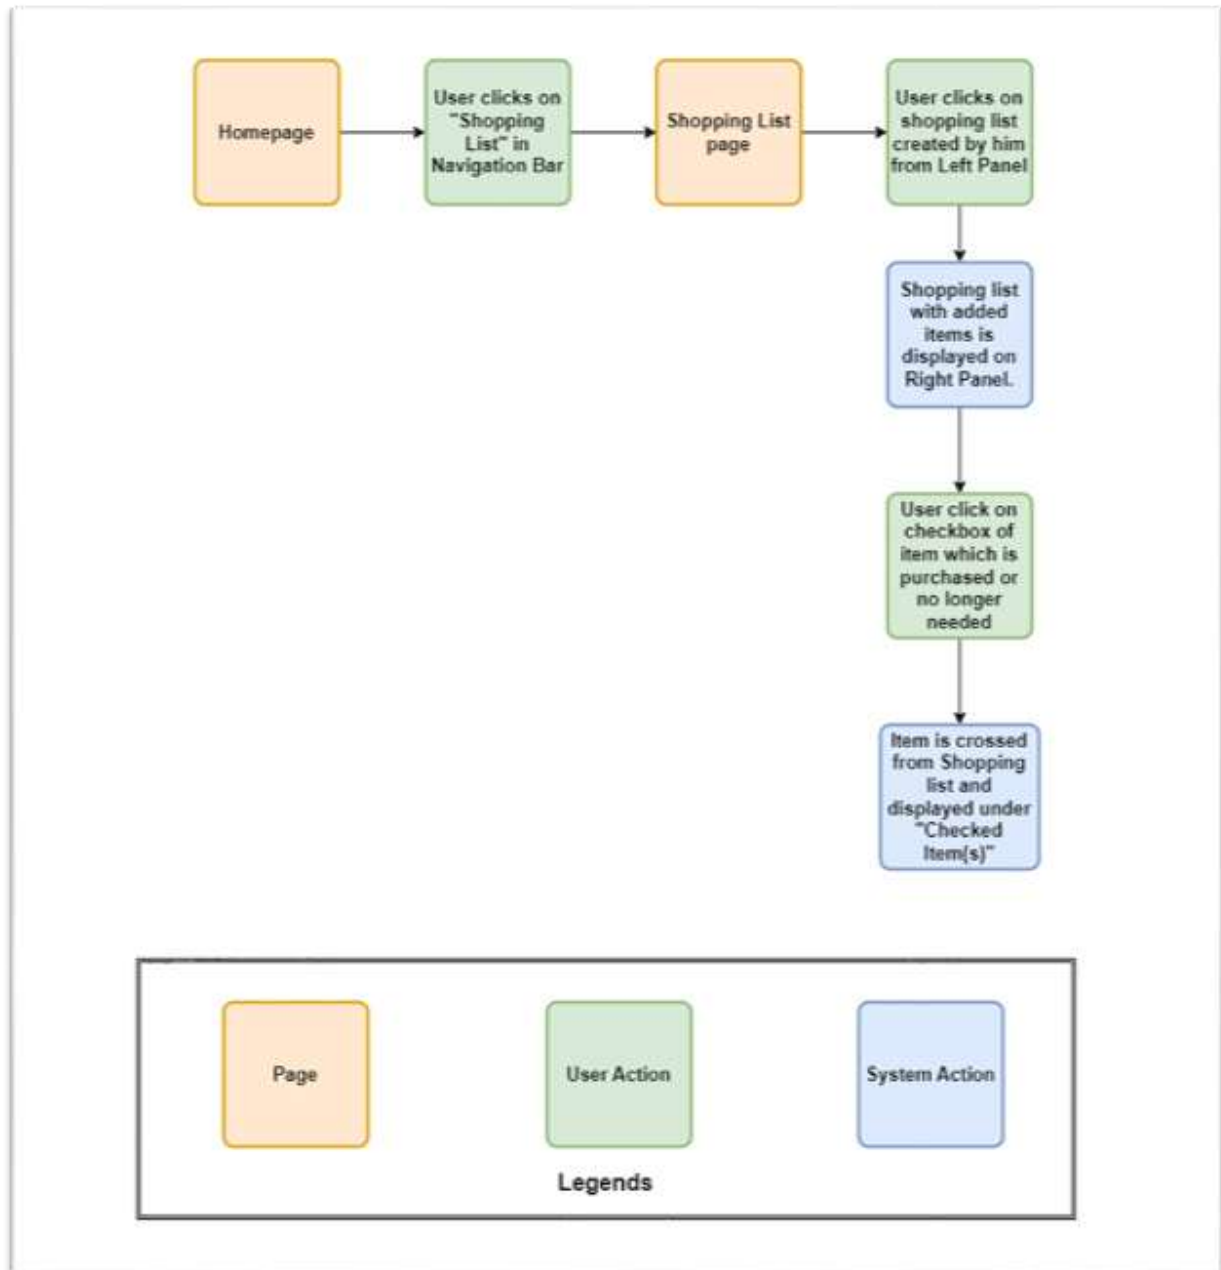 Homepage
User clicks on
"Shopping
List" in
Navigation Bar
Shopping List
page
User clicks on
shopping list
created by him
from Left Panel
Shopping list
with added
items is
displayed on
Right Panel.
User click on
checkbox of
item which is
purchased or
no longer
needed
Item is crossed
from Shopping
list and
displayed under
"Checked
Item(s)"
Page
User Action
System Action
Legends